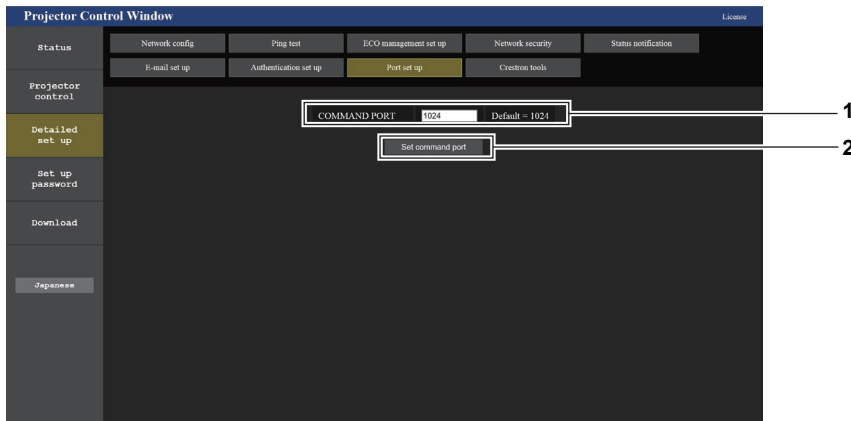 Projector Control Window
License
Status
Projector
control
Detailed
set up
Set up
password
Download
Japanese
Network config
Ping test
ECO management set up
Network security
Status notification
E-mail set up
Authentication set up
Port set up
Crestron tools
COMMAND PORT 1024 Default = 1024
1
Set command port
2